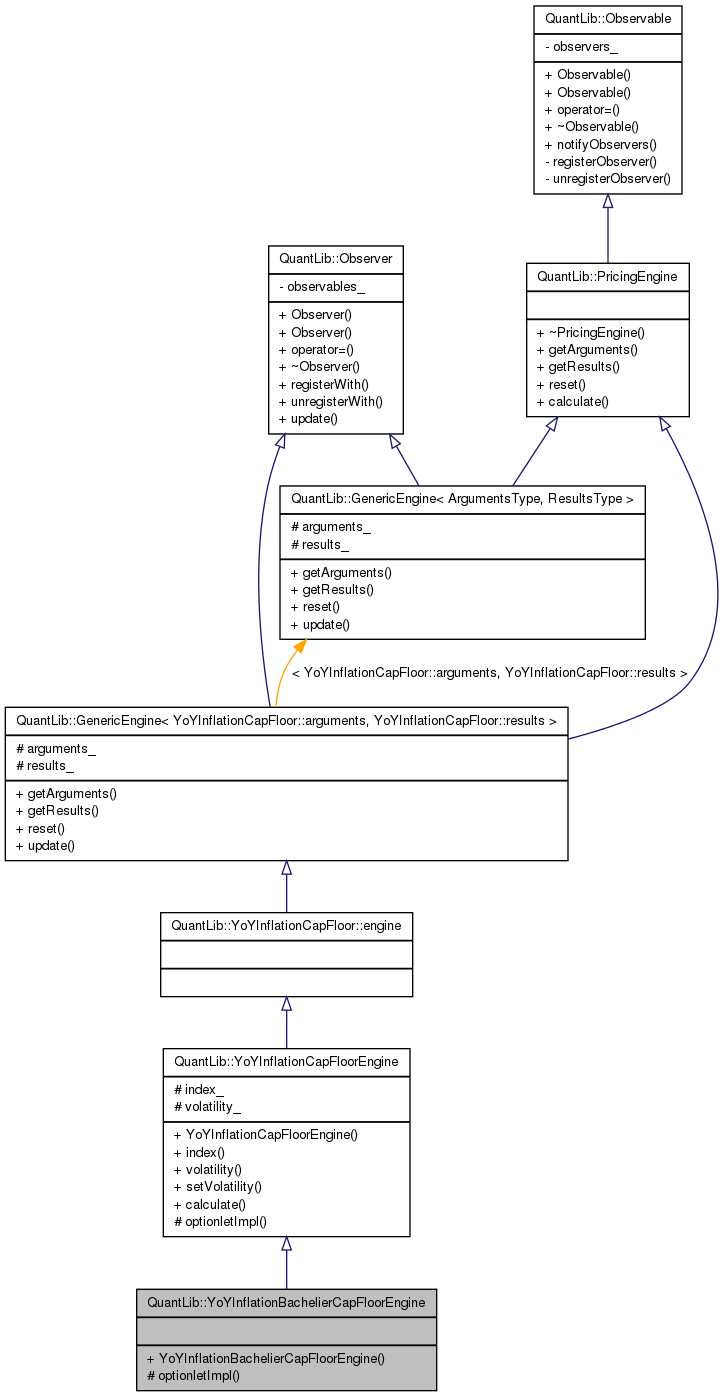 QuantLib::Observable
- observers_
+ Observable()
+ Observable()
+ operator=()
+ ~Observable()
+ notifyObservers()
- registerObserver()
- unregisterObserver()
QuantLib::Observer
- observables_
+ Observer()
+ Observer()
+ operator=()
+ ~Observer()
+ registerWith()
+ unregisterWith()
+ update()
QuantLib::PricingEngine
+ ~PricingEngine()
+ getArguments()
+ getResults()
+ reset()
+ calculate()
QuantLib::GenericEngine< ArgumentsType, ResultsType >
# arguments_
# results_
+ getArguments()
+ getResults()
+ reset()
+ update()
< YoYInflationCapFloor::arguments, YoYInflationCapFloor::results >
QuantLib::GenericEngine< YoYInflationCapFloor::arguments, YoYInflationCapFloor::results >
# arguments_
# results_
+ getArguments()
+ getResults()
+ reset()
+ update()
QuantLib::YoYInflationCapFloor::engine
QuantLib::YoYInflationCapFloorEngine
# index_
# volatility_
+ YoYInflationCapFloorEngine()
+ index()
+ volatility()
+ setVolatility()
+ calculate()
# optionletImpl()
QuantLib::YoYInflationBachelierCapFloorEngine
+ YoYInflationBachelierCapFloorEngine()
# optionletImpl()